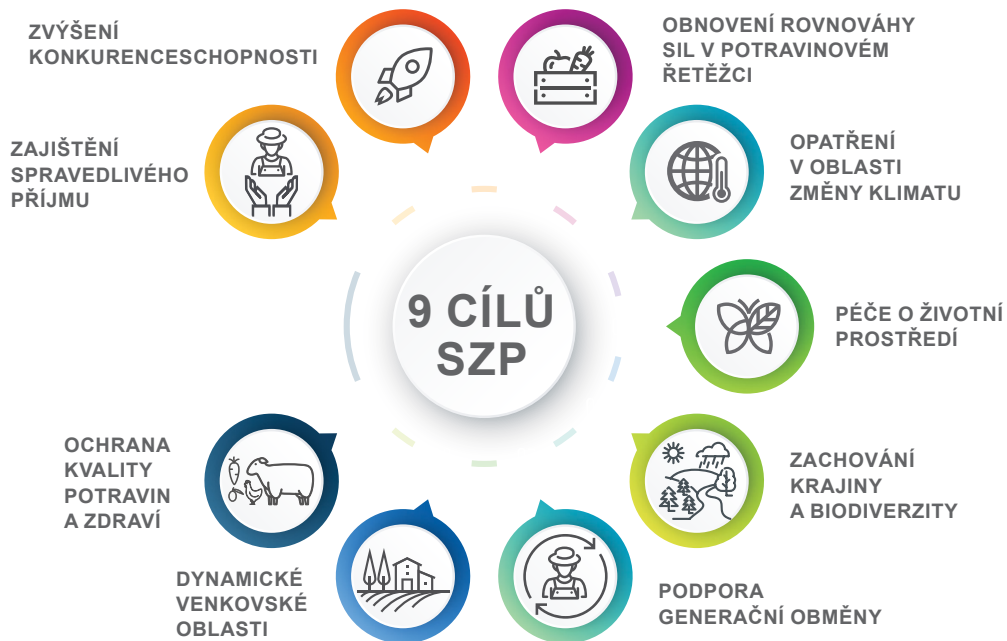 ZVÝŠENÍ
KONKURENCESCHOPNOSTI
OBNOVENÍ ROVNOVÁHY
SIL V POTRAVINOVÉM
ŘETĚŽCI
ZAJIŠTĚNÍ
SPRAVEDLIVÉHO
PŘÍJMU
OPATŘENÍ
V OBLASTI
ZMĚNY KLIMATU
9 CÍLŮ
SZP
PÉČE O ŽIVOTNÍ
PROSTŘEDÍ
OCHRANA
KVALITY
POTRAVIN
A ZDRAVÍ
ZACHOVÁNÍ
KRAJINY
A BIODIVERZITY
DYNAMICKÉ
VENKOVSKÉ
OBLASTI
PODPORA
GENERAČNÍ OBMĚNY